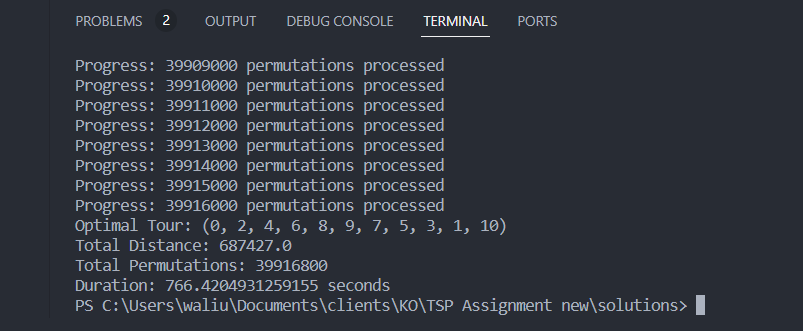 PROBLEMS 2 OUTPUT DEBUG CONSOLE TERMINAL PORTS
Progress: 39909000 permutations processed
Progress: 39910000 permutations processed
Progress: 39911000 permutations processed
Progress: 39912000 permutations processed
Progress: 39913000 permutations processed
Progress: 39914000 permutations processed
Progress: 39915000 permutations processed
Progress: 39916000 permutations processed
Optimal Tour: (0, 2, 4, 6, 8, 9, 7, 5, 3, 1, 10)
Total Distance: 687427.0
Total Permutations: 39916800
Duration: 766.4204931259155 seconds
PS C:\Users\waliu\Documents\clients\KO\TSP Assignment new\solutions>